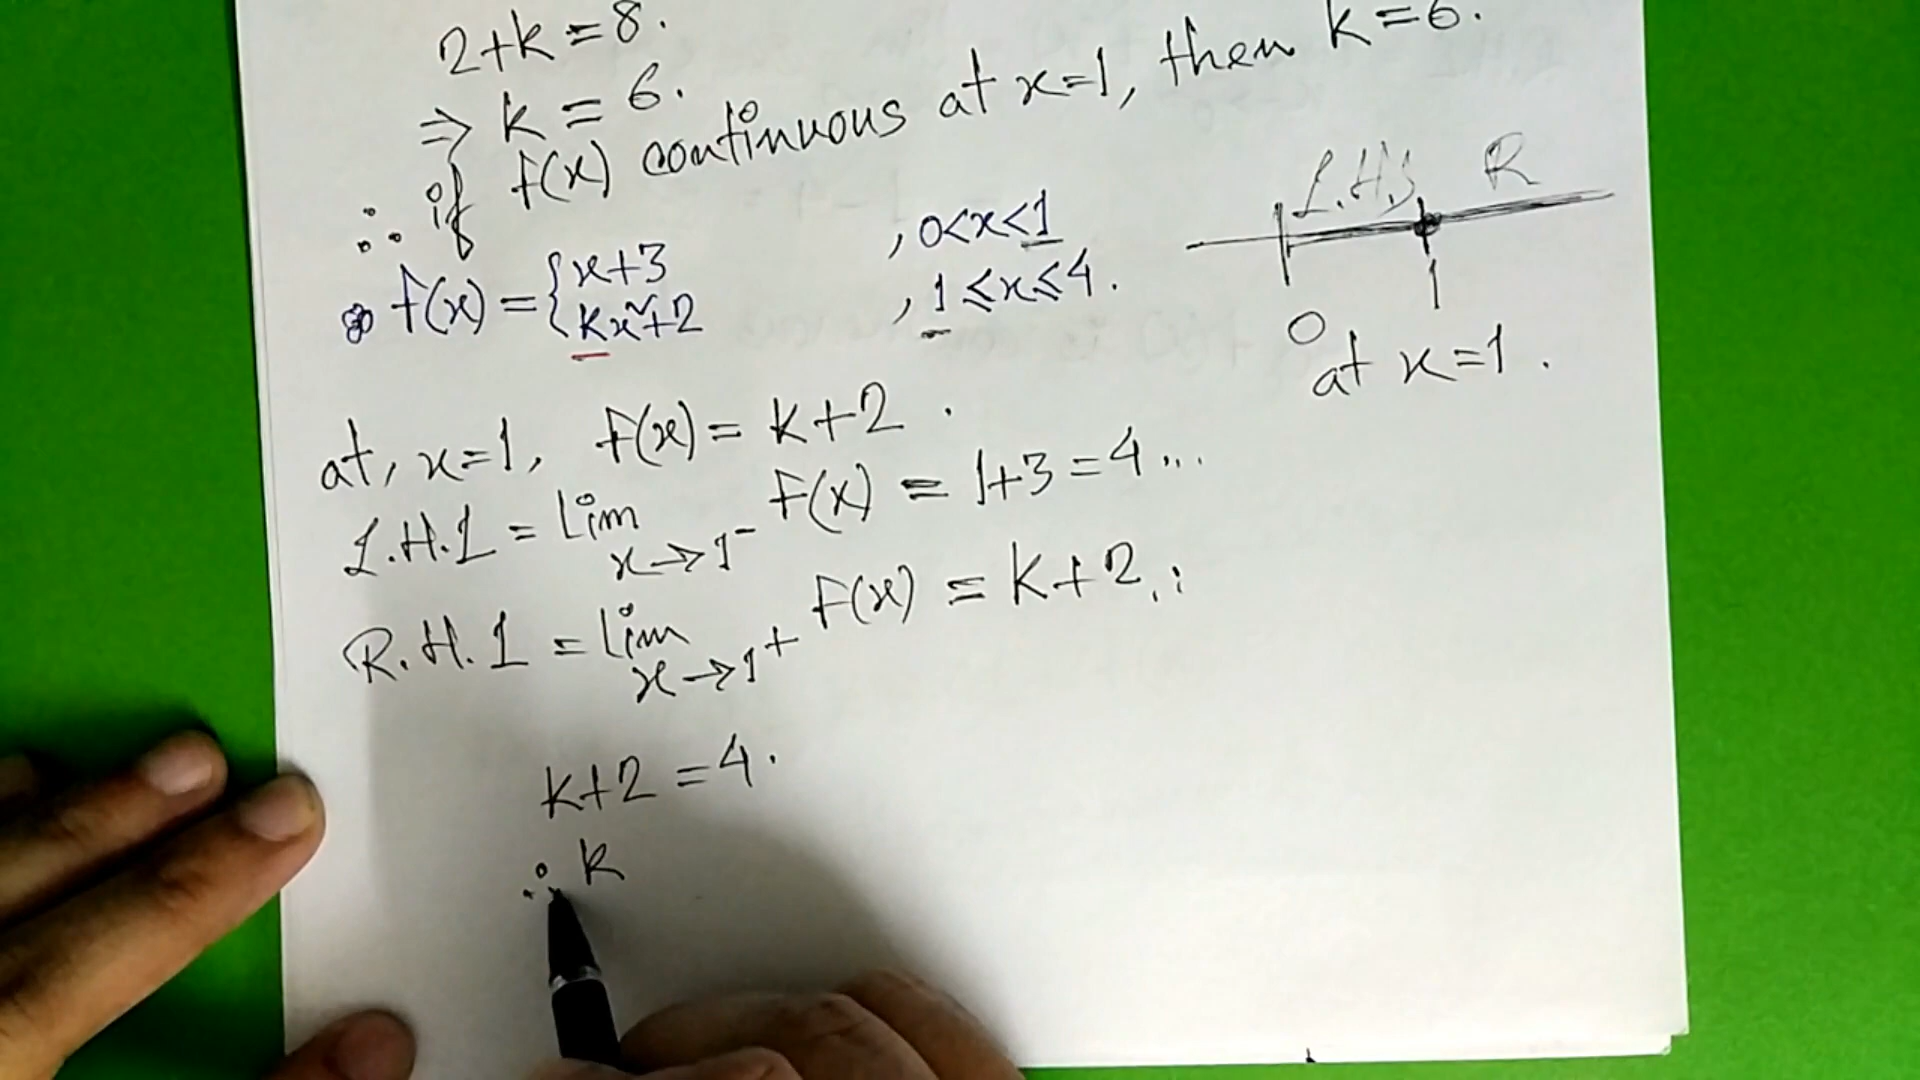 2+k=8.
⇒ k = 6.
∴ if f(x) continuous at x=1, then k=6.
f(x) = { x+3 , 0<x<1
kx²+2 , 1≤x≤4.
L.H.S R
0 1
at x=1.
at, x=1, f(x) = k+2.
L.H.L = lim x→1⁻ f(x) = 1+3=4...
R.H.L = lim x→1⁺ f(x) = k+2..
k+2 = 4.
∴ k